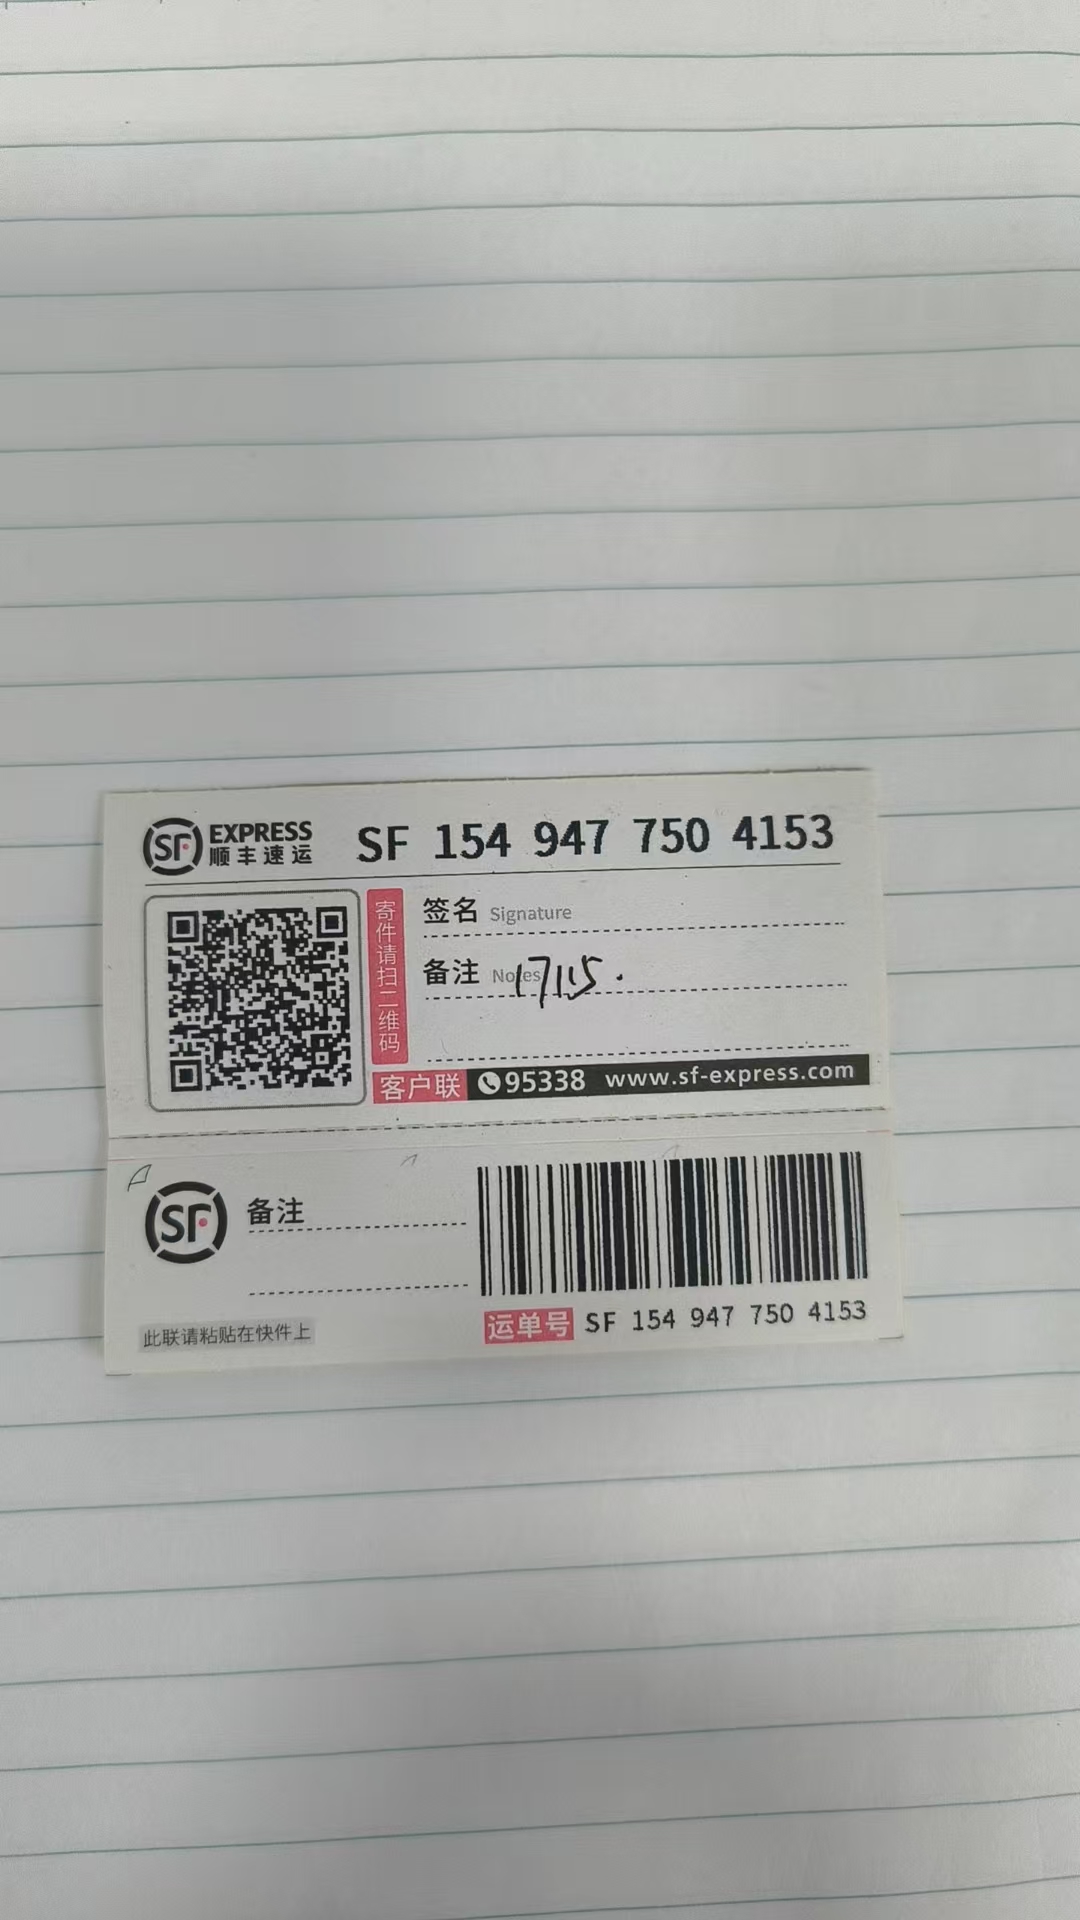 SF EXPRESS
顺丰速运
SF 154 947 750 4153
寄件请扫二维码
签名 Signature
备注 Notes 17115.
客户联 95338 www.sf-express.com
SF 备注
此联请粘贴在快件上
运单号 SF 154 947 750 4153